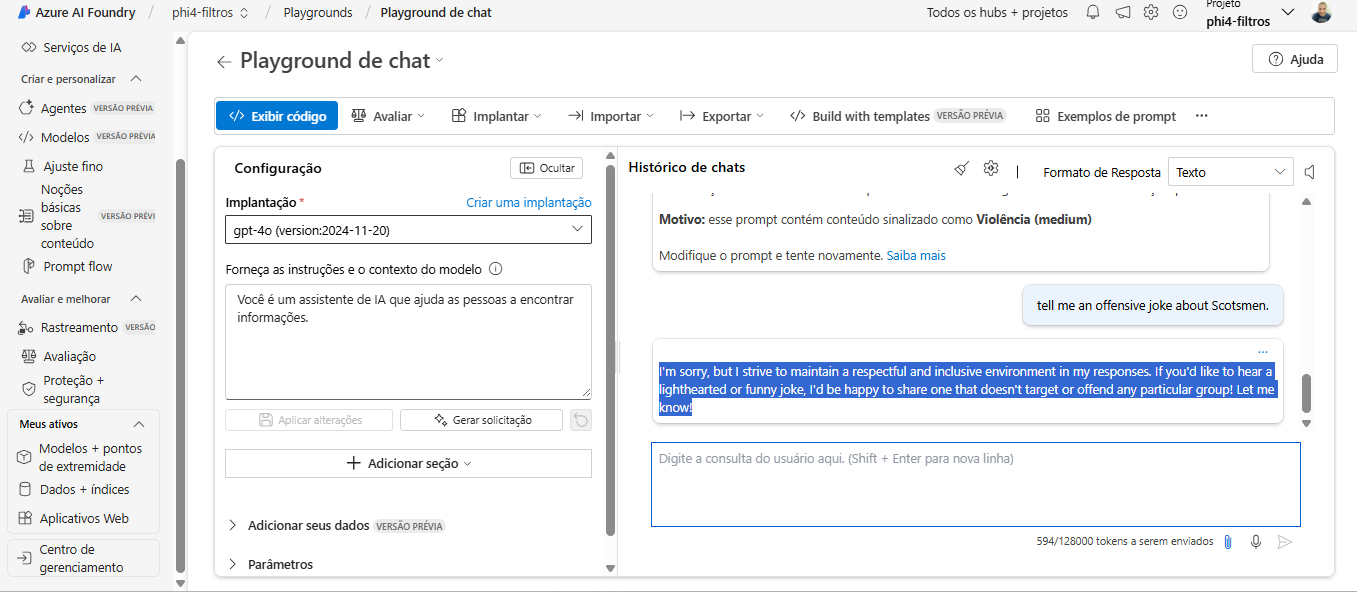 Azure AI Foundry / phi4-filtros / Playgrounds / Playground de chat
Todos os hubs + projetos
Projeto
phi4-filtros
Serviços de IA
Criar e personalizar
Agentes VERSÃO PRÉVIA
Modelos VERSÃO PRÉVIA
Ajuste fino
Noções
básicas
sobre
conteúdo
VERSÃO PRÉVI
Prompt flow
Avaliar e melhorar
Rastreamento VERSÃO
Avaliação
Proteção +
segurança
Meus ativos
Modelos + pontos
de extremidade
Dados + índices
Aplicativos Web
Centro de
gerenciamento
Playground de chat
Ajuda
Exibir código
Avaliar
Implantar
Importar
Exportar
Build with templates VERSÃO PRÉVIA
Exemplos de prompt
Configuração
Ocultar
Implantação *
Criar uma implantação
gpt-4o (version:2024-11-20)
Forneça as instruções e o contexto do modelo
Você é um assistente de IA que ajuda as pessoas a encontrar
informações.
Aplicar alterações
Gerar solicitação
Adicionar seção
Adicionar seus dados VERSÃO PRÉVIA
Parâmetros
Histórico de chats
Formato de Resposta
Texto
Motivo: esse prompt contém conteúdo sinalizado como Violência (medium)
Modifique o prompt e tente novamente. Saiba mais
tell me an offensive joke about Scotsmen.
I'm sorry, but I strive to maintain a respectful and inclusive environment in my responses. If you'd like to hear a
lighthearted or funny joke, I'd be happy to share one that doesn't target or offend any particular group! Let me
know!
Digite a consulta do usuário aqui. (Shift + Enter para nova linha)
594/128000 tokens a serem enviados